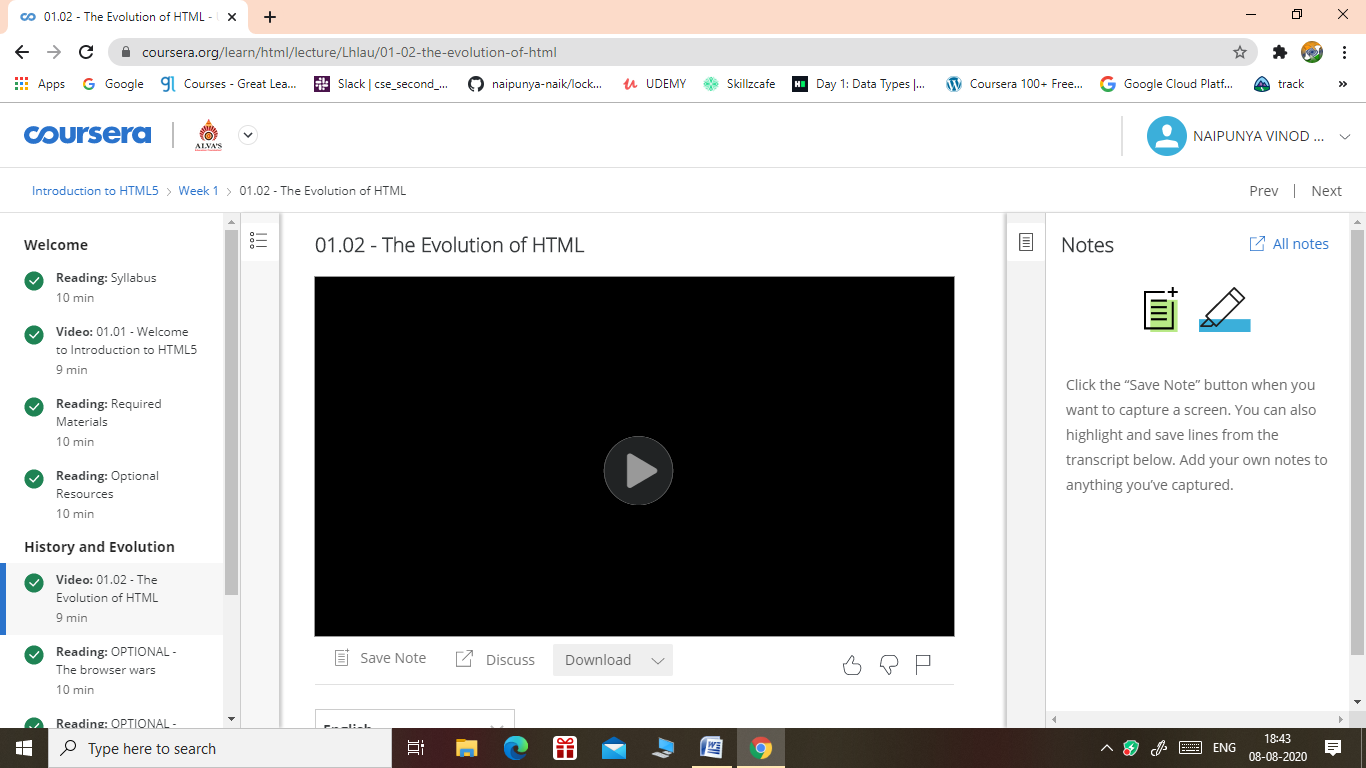 01.02 - The Evolution of HTML -
coursera.org/learn/html/lecture/Lhlau/01-02-the-evolution-of-html
Apps Google Courses - Great Lea... Slack | cse_second_... naipunya-naik/lock... UDEMY Skillzcafe Day 1: Data Types |... Coursera 100+ Free... Google Cloud Platf... track »
coursera | ALVA'S NAIPUNYA VINOD ...
Introduction to HTML5 > Week 1 > 01.02 - The Evolution of HTML Prev | Next
Welcome
Reading: Syllabus
10 min
Video: 01.01 - Welcome
to Introduction to HTML5
9 min
Reading: Required
Materials
10 min
Reading: Optional
Resources
10 min
History and Evolution
Video: 01.02 - The
Evolution of HTML
9 min
Reading: OPTIONAL -
The browser wars
10 min
Reading: OPTIONAL -
01.02 - The Evolution of HTML
Save Note Discuss Download
English
Notes All notes
Click the “Save Note” button when you
want to capture a screen. You can also
highlight and save lines from the
transcript below. Add your own notes to
anything you’ve captured.
Type here to search
ENG
18:43
08-08-2020